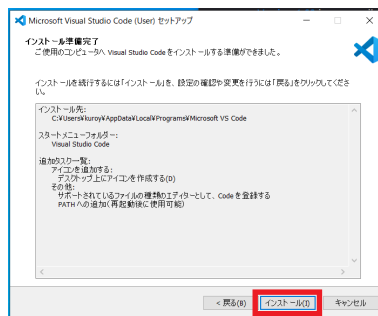 Microsoft Visual Studio Code (User) セットアップ
インストール準備完了
ご使用のコンピュータへ Visual Studio Code をインストールする準備ができました。
インストールを続行するには「インストール」を、設定の確認や変更を行うには「戻る」をクリックしてくださ
い。
インストール先:
C:¥Users¥kuroy¥AppData¥Local¥Programs¥Microsoft VS Code
スタートメニューフォルダー:
Visual Studio Code
追加タスク一覧:
アイコンを追加する:
デスクトップ上にアイコンを作成する(D)
その他:
サポートされているファイルの種類のエディターとして、Code を登録する
PATH への追加(再起動後に使用可能)
< 戻る(B)
インストール(I)
キャンセル